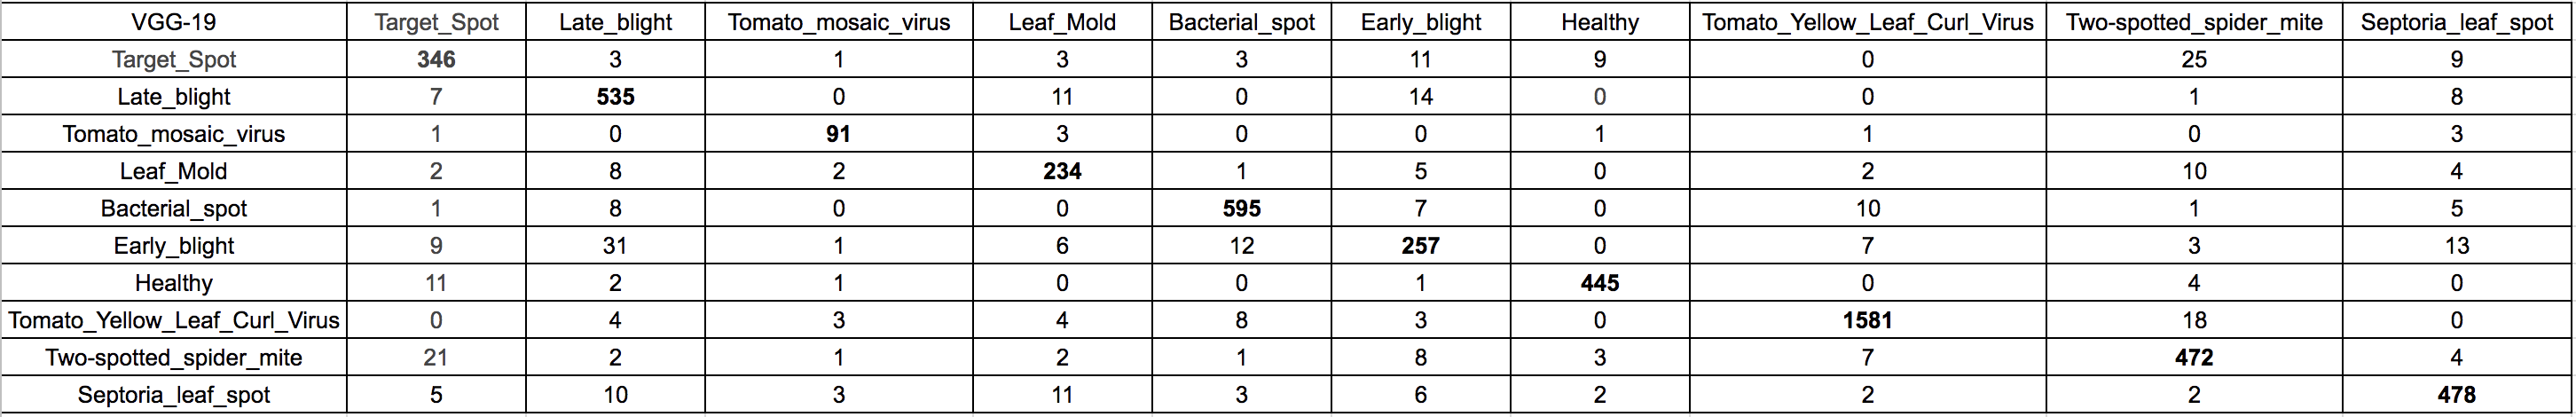 VGG-19 Target_Spot Late_blight Tomato_mosaic_virus Leaf_Mold Bacterial_spot Early_blight Healthy Tomato_Yellow_Leaf_Curl_Virus Two-spotted_spider_mite Septoria_leaf_spot
Target_Spot 346 3 1 3 3 11 9 0 25 9
Late_blight 7 535 0 11 0 14 0 0 1 8
Tomato_mosaic_virus 1 0 91 3 0 0 1 1 0 3
Leaf_Mold 2 8 2 234 1 5 0 2 10 4
Bacterial_spot 1 8 0 0 595 7 0 10 1 5
Early_blight 9 31 1 6 12 257 0 7 3 13
Healthy 11 2 1 0 0 1 445 0 4 0
Tomato_Yellow_Leaf_Curl_Virus 0 4 3 4 8 3 0 1581 18 0
Two-spotted_spider_mite 21 2 1 2 1 8 3 7 472 4
Septoria_leaf_spot 5 10 3 11 3 6 2 2 2 478